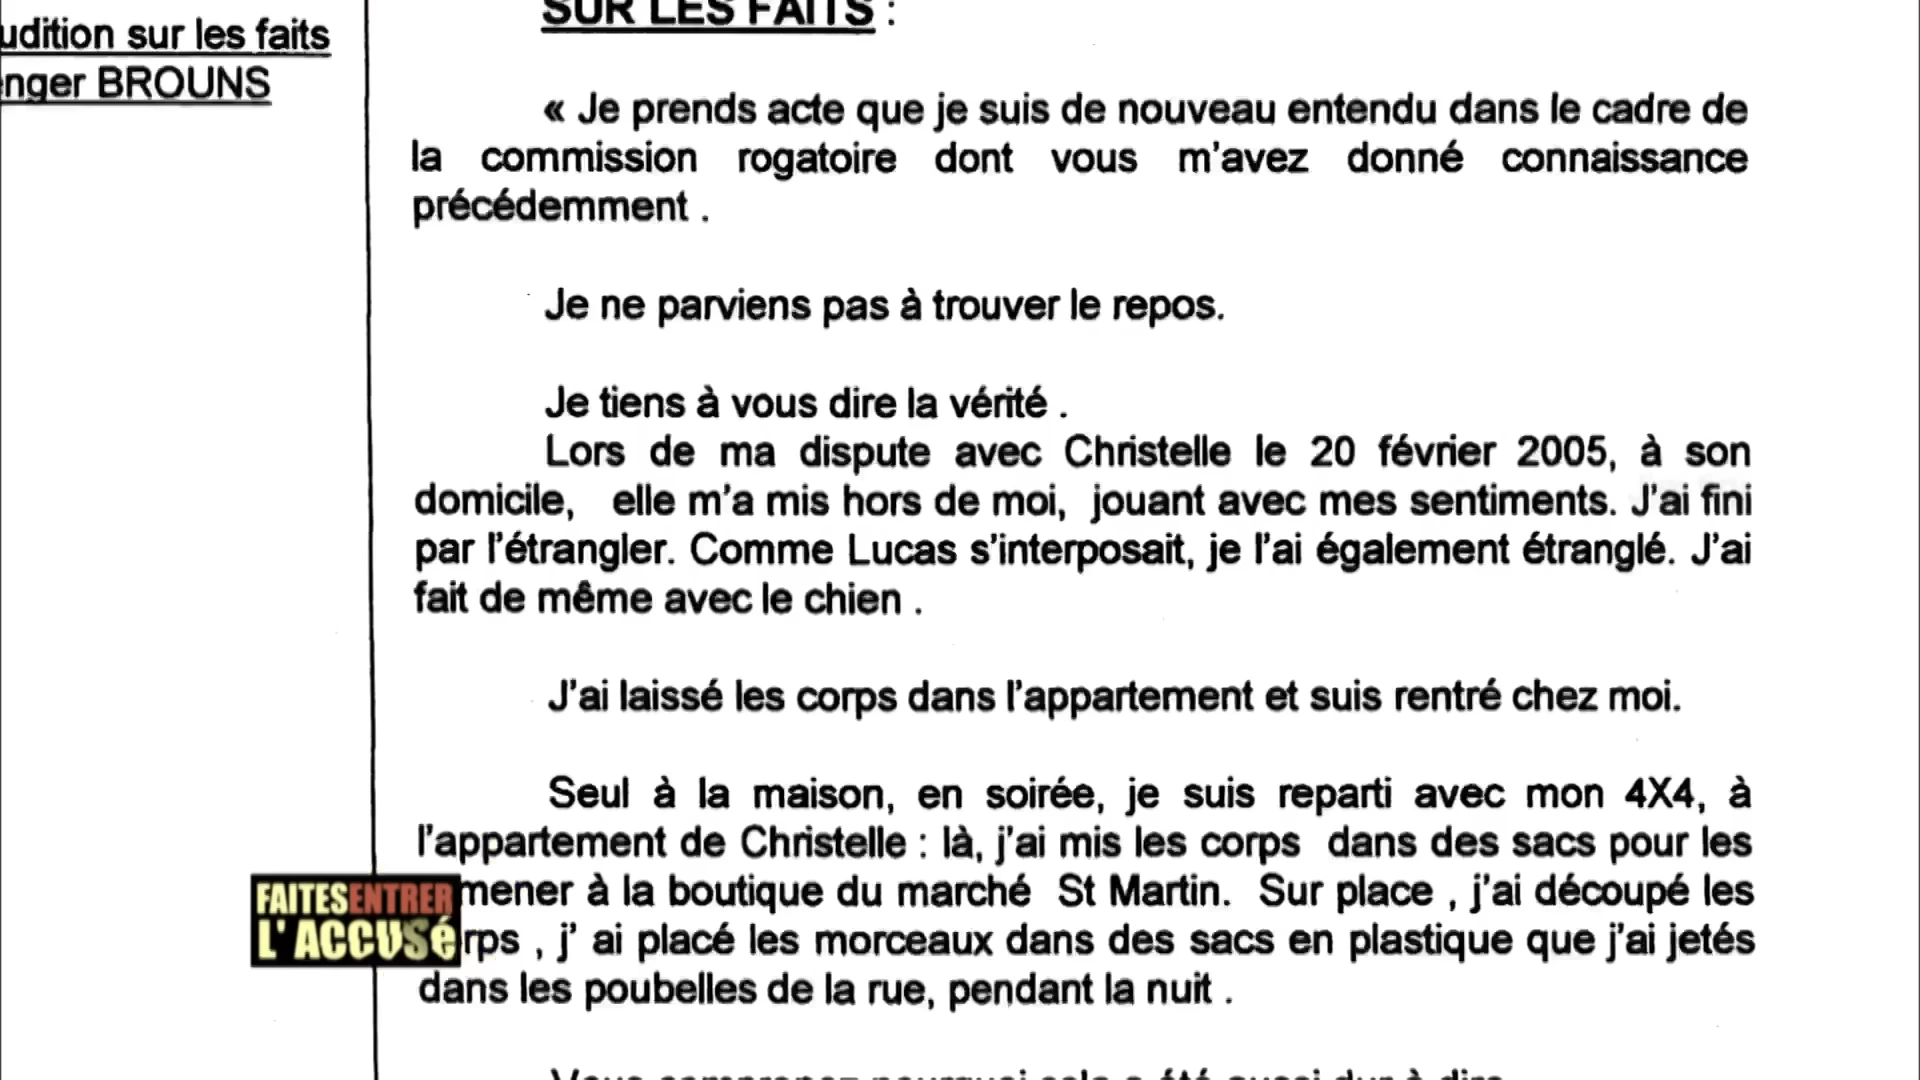 udition sur les faits
nger BROUNS
SUR LES FAITS :
« Je prends acte que je suis de nouveau entendu dans le cadre de
la commission rogatoire dont vous m'avez donné connaissance
précédemment .
Je ne parviens pas à trouver le repos.
Je tiens à vous dire la vérité .
Lors de ma dispute avec Christelle le 20 février 2005, à son
domicile, elle m'a mis hors de moi, jouant avec mes sentiments. J'ai fini
par l'étrangler. Comme Lucas s'interposait, je l'ai également étranglé. J'ai
fait de même avec le chien .
J'ai laissé les corps dans l'appartement et suis rentré chez moi.
Seul à la maison, en soirée, je suis reparti avec mon 4X4, à
l'appartement de Christelle : là, j'ai mis les corps dans des sacs pour les
mener à la boutique du marché St Martin. Sur place , j'ai découpé les
rps , j' ai placé les morceaux dans des sacs en plastique que j'ai jetés
dans les poubelles de la rue, pendant la nuit .
Vous comprenez pourquoi cela a été aussi dur à dire
FAITES ENTRER
L'ACCUSé